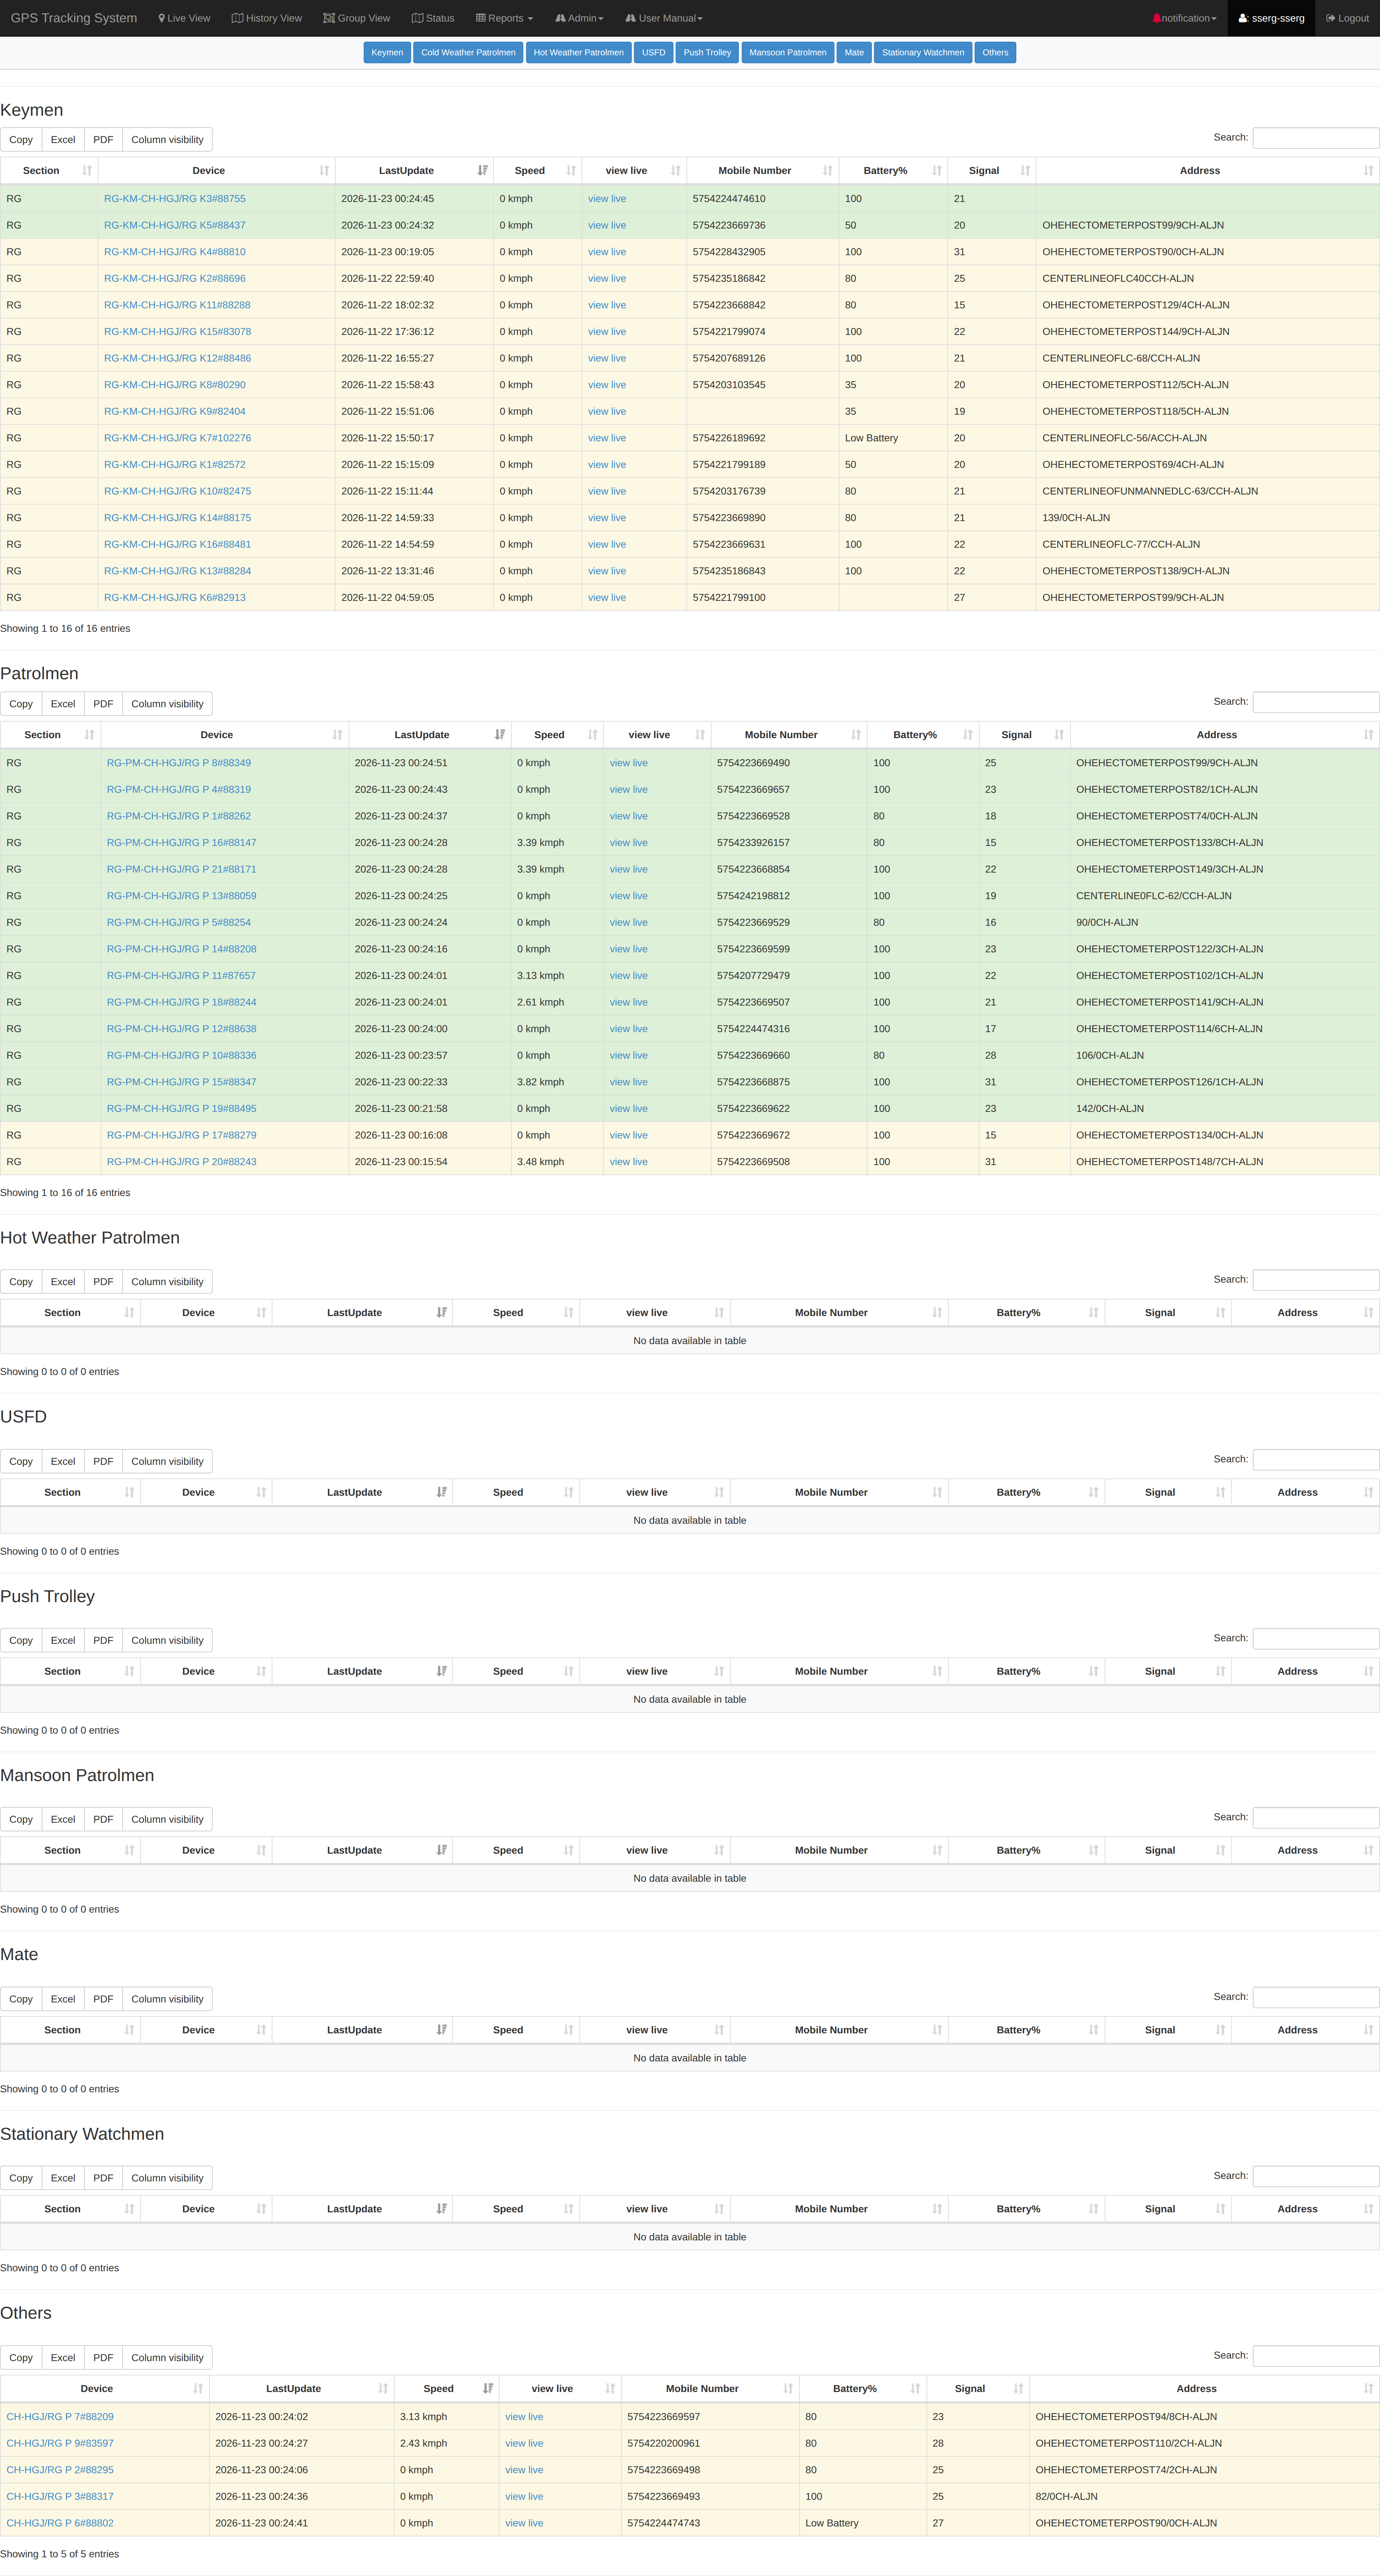 GPS Tracking System Live View History View Group View Status Reports Admin User Manual notification : sserg-sserg Logout
Keymen Cold Weather Patrolmen Hot Weather Patrolmen USFD Push Trolley Mansoon Patrolmen Mate Stationary Watchmen Others
Keymen
Copy Excel PDF Column visibility Search:
Section Device LastUpdate Speed view live Mobile Number Battery% Signal Address
RG RG-KM-CH-HGJ/RG K3#88755 2026-11-23 00:24:45 0 kmph view live 5754224474610 100 21
RG RG-KM-CH-HGJ/RG K5#88437 2026-11-23 00:24:32 0 kmph view live 5754223669736 50 20 OHEHECTOMETERPOST99/9CH-ALJN
RG RG-KM-CH-HGJ/RG K4#88810 2026-11-23 00:19:05 0 kmph view live 5754228432905 100 31 OHEHECTOMETERPOST90/0CH-ALJN
RG RG-KM-CH-HGJ/RG K2#88696 2026-11-22 22:59:40 0 kmph view live 5754235186842 80 25 CENTERLINEOFLC40CCH-ALJN
RG RG-KM-CH-HGJ/RG K11#88288 2026-11-22 18:02:32 0 kmph view live 5754223668842 80 15 OHEHECTOMETERPOST129/4CH-ALJN
RG RG-KM-CH-HGJ/RG K15#83078 2026-11-22 17:36:12 0 kmph view live 5754221799074 100 22 OHEHECTOMETERPOST144/9CH-ALJN
RG RG-KM-CH-HGJ/RG K12#88486 2026-11-22 16:55:27 0 kmph view live 5754207689126 100 21 CENTERLINEOFLC-68/CCH-ALJN
RG RG-KM-CH-HGJ/RG K8#80290 2026-11-22 15:58:43 0 kmph view live 5754203103545 35 20 OHEHECTOMETERPOST112/5CH-ALJN
RG RG-KM-CH-HGJ/RG K9#82404 2026-11-22 15:51:06 0 kmph view live 35 19 OHEHECTOMETERPOST118/5CH-ALJN
RG RG-KM-CH-HGJ/RG K7#102276 2026-11-22 15:50:17 0 kmph view live 5754226189692 Low Battery 20 CENTERLINEOFLC-56/ACCH-ALJN
RG RG-KM-CH-HGJ/RG K1#82572 2026-11-22 15:15:09 0 kmph view live 5754221799189 50 20 OHEHECTOMETERPOST69/4CH-ALJN
RG RG-KM-CH-HGJ/RG K10#82475 2026-11-22 15:11:44 0 kmph view live 5754203176739 80 21 CENTERLINEOFUNMANNEDLC-63/CCH-ALJN
RG RG-KM-CH-HGJ/RG K14#88175 2026-11-22 14:59:33 0 kmph view live 5754223669890 80 21 139/0CH-ALJN
RG RG-KM-CH-HGJ/RG K16#88481 2026-11-22 14:54:59 0 kmph view live 5754223669631 100 22 CENTERLINEOFLC-77/CCH-ALJN
RG RG-KM-CH-HGJ/RG K13#88284 2026-11-22 13:31:46 0 kmph view live 5754235186843 100 22 OHEHECTOMETERPOST138/9CH-ALJN
RG RG-KM-CH-HGJ/RG K6#82913 2026-11-22 04:59:05 0 kmph view live 5754221799100 27 OHEHECTOMETERPOST99/9CH-ALJN
Showing 1 to 16 of 16 entries
Patrolmen
Copy Excel PDF Column visibility Search:
Section Device LastUpdate Speed view live Mobile Number Battery% Signal Address
RG RG-PM-CH-HGJ/RG P 8#88349 2026-11-23 00:24:51 0 kmph view live 5754223669490 100 25 OHEHECTOMETERPOST99/9CH-ALJN
RG RG-PM-CH-HGJ/RG P 4#88319 2026-11-23 00:24:43 0 kmph view live 5754223669657 100 23 OHEHECTOMETERPOST82/1CH-ALJN
RG RG-PM-CH-HGJ/RG P 1#88262 2026-11-23 00:24:37 0 kmph view live 5754223669528 80 18 OHEHECTOMETERPOST74/0CH-ALJN
RG RG-PM-CH-HGJ/RG P 16#88147 2026-11-23 00:24:28 3.39 kmph view live 5754233926157 80 15 OHEHECTOMETERPOST133/8CH-ALJN
RG RG-PM-CH-HGJ/RG P 21#88171 2026-11-23 00:24:28 3.39 kmph view live 5754223668854 100 22 OHEHECTOMETERPOST149/3CH-ALJN
RG RG-PM-CH-HGJ/RG P 13#88059 2026-11-23 00:24:25 0 kmph view live 5754242198812 100 19 CENTERLINE0FLC-62/CCH-ALJN
RG RG-PM-CH-HGJ/RG P 5#88254 2026-11-23 00:24:24 0 kmph view live 5754223669529 80 16 90/0CH-ALJN
RG RG-PM-CH-HGJ/RG P 14#88208 2026-11-23 00:24:16 0 kmph view live 5754223669599 100 23 OHEHECTOMETERPOST122/3CH-ALJN
RG RG-PM-CH-HGJ/RG P 11#87657 2026-11-23 00:24:01 3.13 kmph view live 5754207729479 100 22 OHEHECTOMETERPOST102/1CH-ALJN
RG RG-PM-CH-HGJ/RG P 18#88244 2026-11-23 00:24:01 2.61 kmph view live 5754223669507 100 21 OHEHECTOMETERPOST141/9CH-ALJN
RG RG-PM-CH-HGJ/RG P 12#88638 2026-11-23 00:24:00 0 kmph view live 5754224474316 100 17 OHEHECTOMETERPOST114/6CH-ALJN
RG RG-PM-CH-HGJ/RG P 10#88336 2026-11-23 00:23:57 0 kmph view live 5754223669660 80 28 106/0CH-ALJN
RG RG-PM-CH-HGJ/RG P 15#88347 2026-11-23 00:22:33 3.82 kmph view live 5754223668875 100 31 OHEHECTOMETERPOST126/1CH-ALJN
RG RG-PM-CH-HGJ/RG P 19#88495 2026-11-23 00:21:58 0 kmph view live 5754223669622 100 23 142/0CH-ALJN
RG RG-PM-CH-HGJ/RG P 17#88279 2026-11-23 00:16:08 0 kmph view live 5754223669672 100 15 OHEHECTOMETERPOST134/0CH-ALJN
RG RG-PM-CH-HGJ/RG P 20#88243 2026-11-23 00:15:54 3.48 kmph view live 5754223669508 100 31 OHEHECTOMETERPOST148/7CH-ALJN
Showing 1 to 16 of 16 entries
Hot Weather Patrolmen
Copy Excel PDF Column visibility Search:
Section Device LastUpdate Speed view live Mobile Number Battery% Signal Address
No data available in table
Showing 0 to 0 of 0 entries
USFD
Copy Excel PDF Column visibility Search:
Section Device LastUpdate Speed view live Mobile Number Battery% Signal Address
No data available in table
Showing 0 to 0 of 0 entries
Push Trolley
Copy Excel PDF Column visibility Search:
Section Device LastUpdate Speed view live Mobile Number Battery% Signal Address
No data available in table
Showing 0 to 0 of 0 entries
Mansoon Patrolmen
Copy Excel PDF Column visibility Search:
Section Device LastUpdate Speed view live Mobile Number Battery% Signal Address
No data available in table
Showing 0 to 0 of 0 entries
Mate
Copy Excel PDF Column visibility Search:
Section Device LastUpdate Speed view live Mobile Number Battery% Signal Address
No data available in table
Showing 0 to 0 of 0 entries
Stationary Watchmen
Copy Excel PDF Column visibility Search:
Section Device LastUpdate Speed view live Mobile Number Battery% Signal Address
No data available in table
Showing 0 to 0 of 0 entries
Others
Copy Excel PDF Column visibility Search:
Device LastUpdate Speed view live Mobile Number Battery% Signal Address
CH-HGJ/RG P 7#88209 2026-11-23 00:24:02 3.13 kmph view live 5754223669597 80 23 OHEHECTOMETERPOST94/8CH-ALJN
CH-HGJ/RG P 9#83597 2026-11-23 00:24:27 2.43 kmph view live 5754220200961 80 28 OHEHECTOMETERPOST110/2CH-ALJN
CH-HGJ/RG P 2#88295 2026-11-23 00:24:06 0 kmph view live 5754223669498 80 25 OHEHECTOMETERPOST74/2CH-ALJN
CH-HGJ/RG P 3#88317 2026-11-23 00:24:36 0 kmph view live 5754223669493 100 25 82/0CH-ALJN
CH-HGJ/RG P 6#88802 2026-11-23 00:24:41 0 kmph view live 5754224474743 Low Battery 27 OHEHECTOMETERPOST90/0CH-ALJN
Showing 1 to 5 of 5 entries